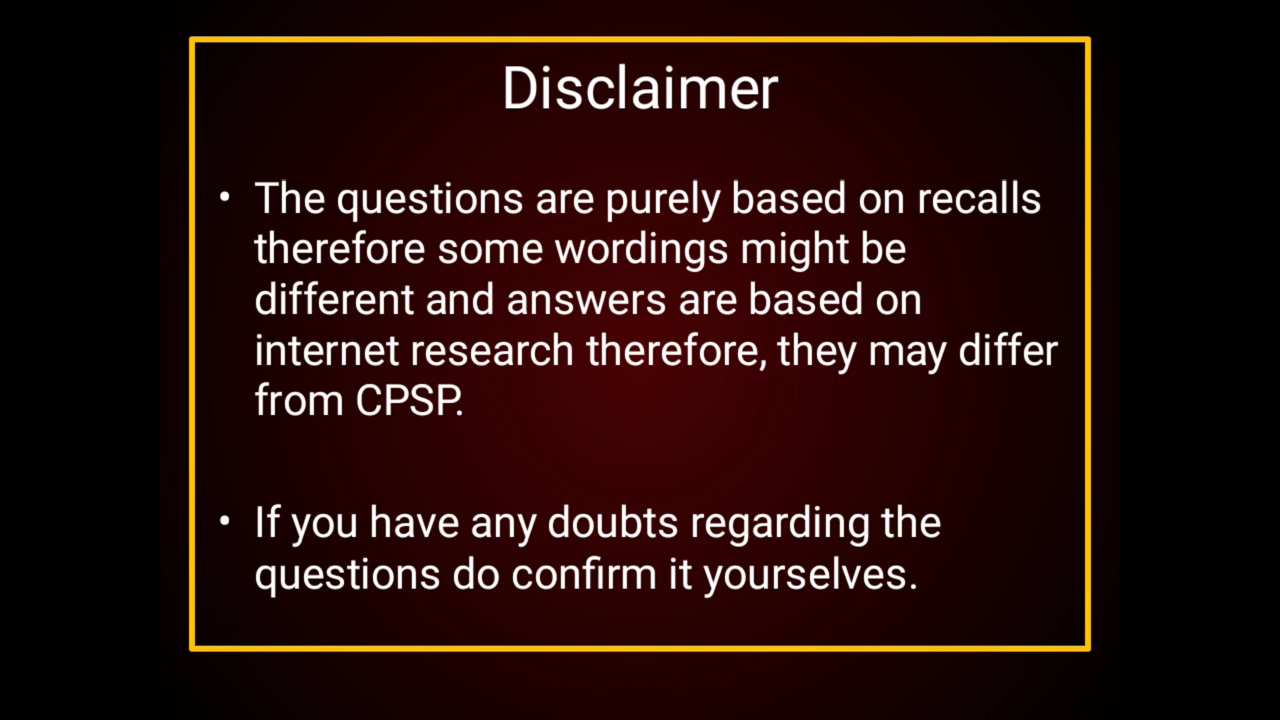 Disclaimer
• The questions are purely based on recalls
therefore some wordings might be
different and answers are based on
internet research therefore, they may differ
from CPSP.
• If you have any doubts regarding the
questions do confirm it yourselves.